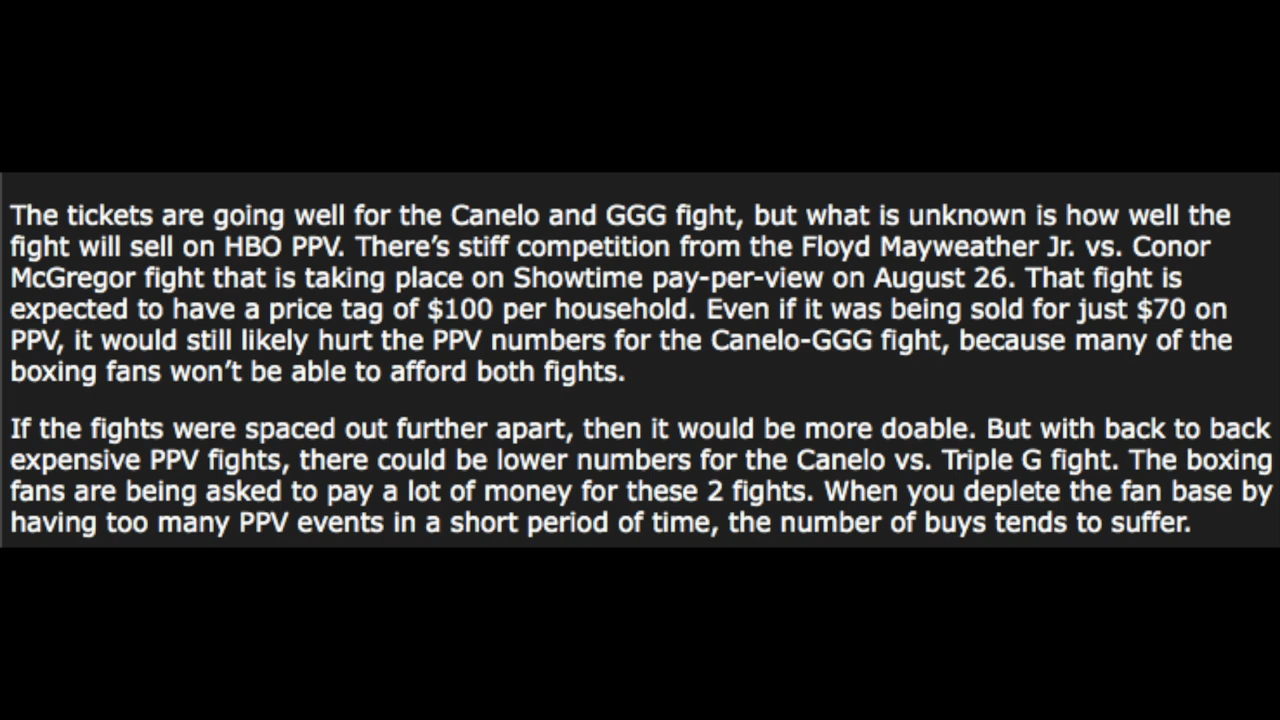 The tickets are going well for the Canelo and GGG fight, but what is unknown is how well the
fight will sell on HBO PPV. There’s stiff competition from the Floyd Mayweather Jr. vs. Conor
McGregor fight that is taking place on Showtime pay-per-view on August 26. That fight is
expected to have a price tag of $100 per household. Even if it was being sold for just $70 on
PPV, it would still likely hurt the PPV numbers for the Canelo-GGG fight, because many of the
boxing fans won’t be able to afford both fights.
If the fights were spaced out further apart, then it would be more doable. But with back to back
expensive PPV fights, there could be lower numbers for the Canelo vs. Triple G fight. The boxing
fans are being asked to pay a lot of money for these 2 fights. When you deplete the fan base by
having too many PPV events in a short period of time, the number of buys tends to suffer.